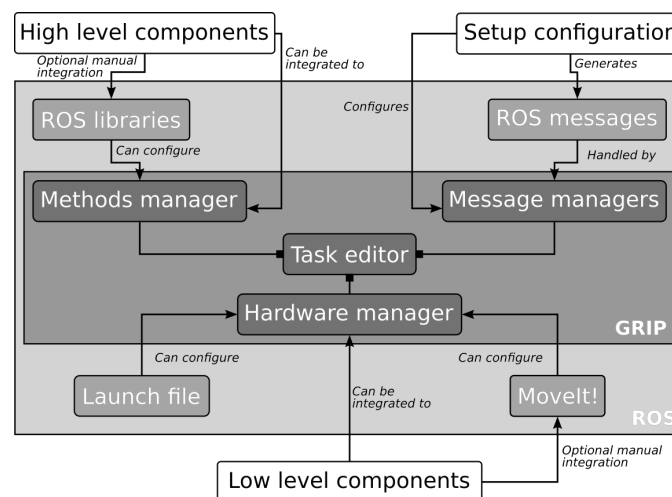 High level components
Setup configuration
Optional manual
integration
Can be
integrated to
Generates
Configures
ROS libraries
ROS messages
Can configure
Handled by
Methods manager
Message managers
Task editor
Hardware manager
GRIP
Can configure
Can configure
Launch file
Can be
integrated to
MoveIt!
ROS
Optional manual
integration
Low level components